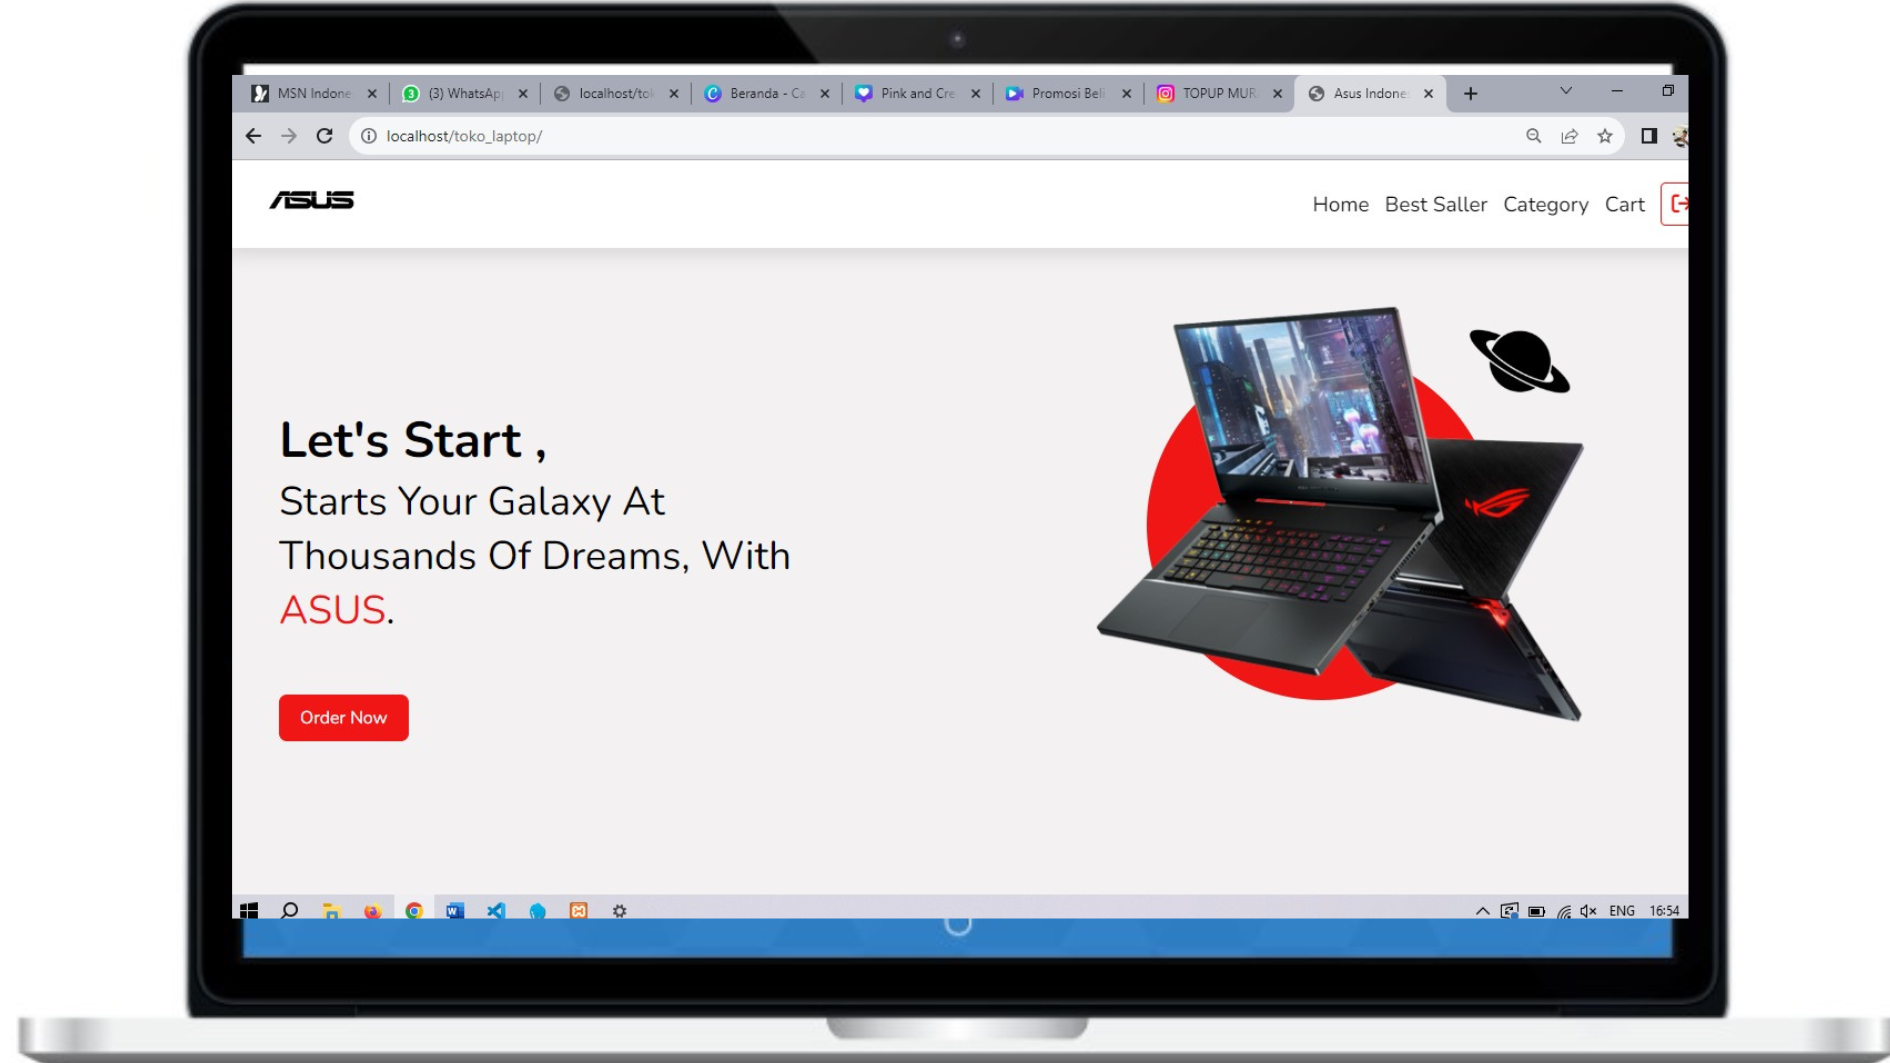 MSN Indone
(3) WhatsAp
localhost/to
Beranda - Ca
Pink and Cre
Promosi Beli
TOPUP MUR
Asus Indone
localhost/toko_laptop/
ASUS
Home Best Saller Category Cart
Let's Start ,
Starts Your Galaxy At
Thousands Of Dreams, With
ASUS.
Order Now
ENG 16:54